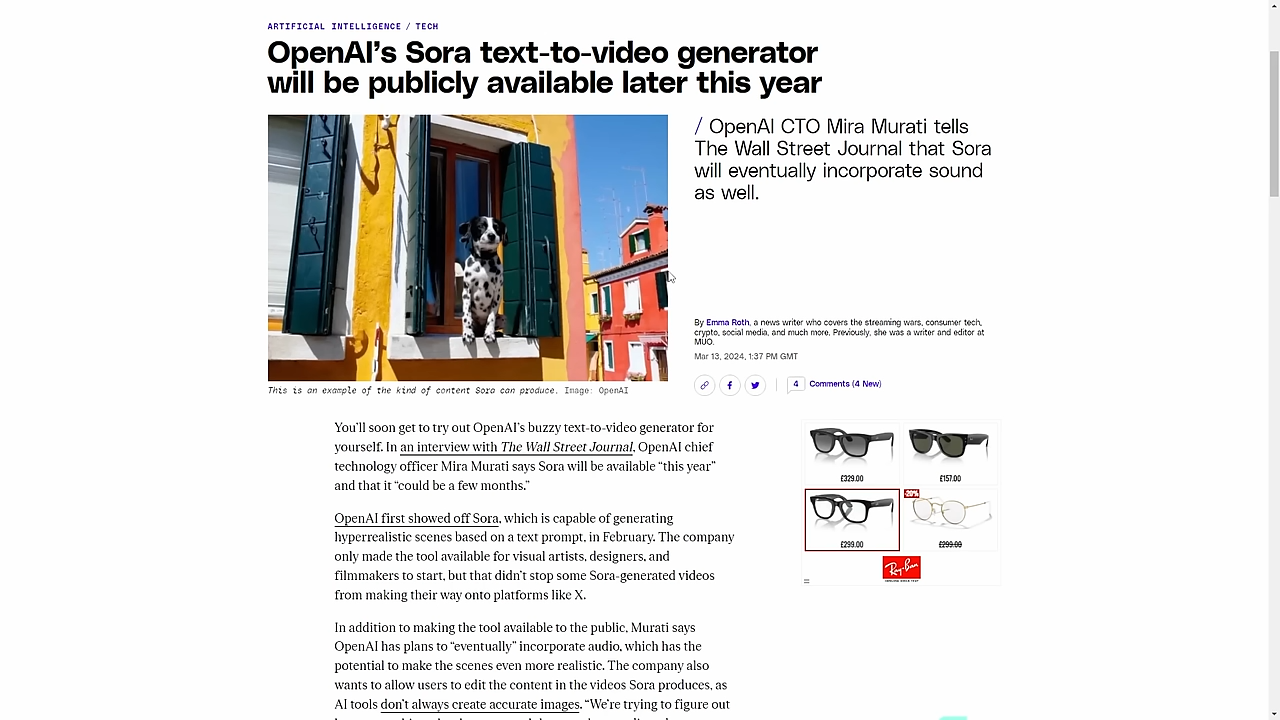 ARTIFICIAL INTELLIGENCE / TECH
OpenAI’s Sora text-to-video generator
will be publicly available later this year
/ OpenAI CTO Mira Murati tells
The Wall Street Journal that Sora
will eventually incorporate sound
as well.
By Emma Roth, a news writer who covers the streaming wars, consumer tech,
crypto, social media, and much more. Previously, she was a writer and editor at
MUO.
Mar 13, 2024, 1:37 PM GMT
4 Comments (4 New)
This is an example of the kind of content Sora can produce. Image: OpenAI
You’ll soon get to try out OpenAI’s buzzy text-to-video generator for
yourself. In an interview with The Wall Street Journal, OpenAI chief
technology officer Mira Murati says Sora will be available “this year”
and that it “could be a few months.”
OpenAI first showed off Sora, which is capable of generating
hyperrealistic scenes based on a text prompt, in February. The company
only made the tool available for visual artists, designers, and
filmmakers to start, but that didn’t stop some Sora-generated videos
from making their way onto platforms like X.
In addition to making the tool available to the public, Murati says
OpenAI has plans to “eventually” incorporate audio, which has the
potential to make the scenes even more realistic. The company also
wants to allow users to edit the content in the videos Sora produces, as
AI tools don’t always create accurate images. “We’re trying to figure out
£329.00
£157.00
£299.00
£299.00
Ray-Ban